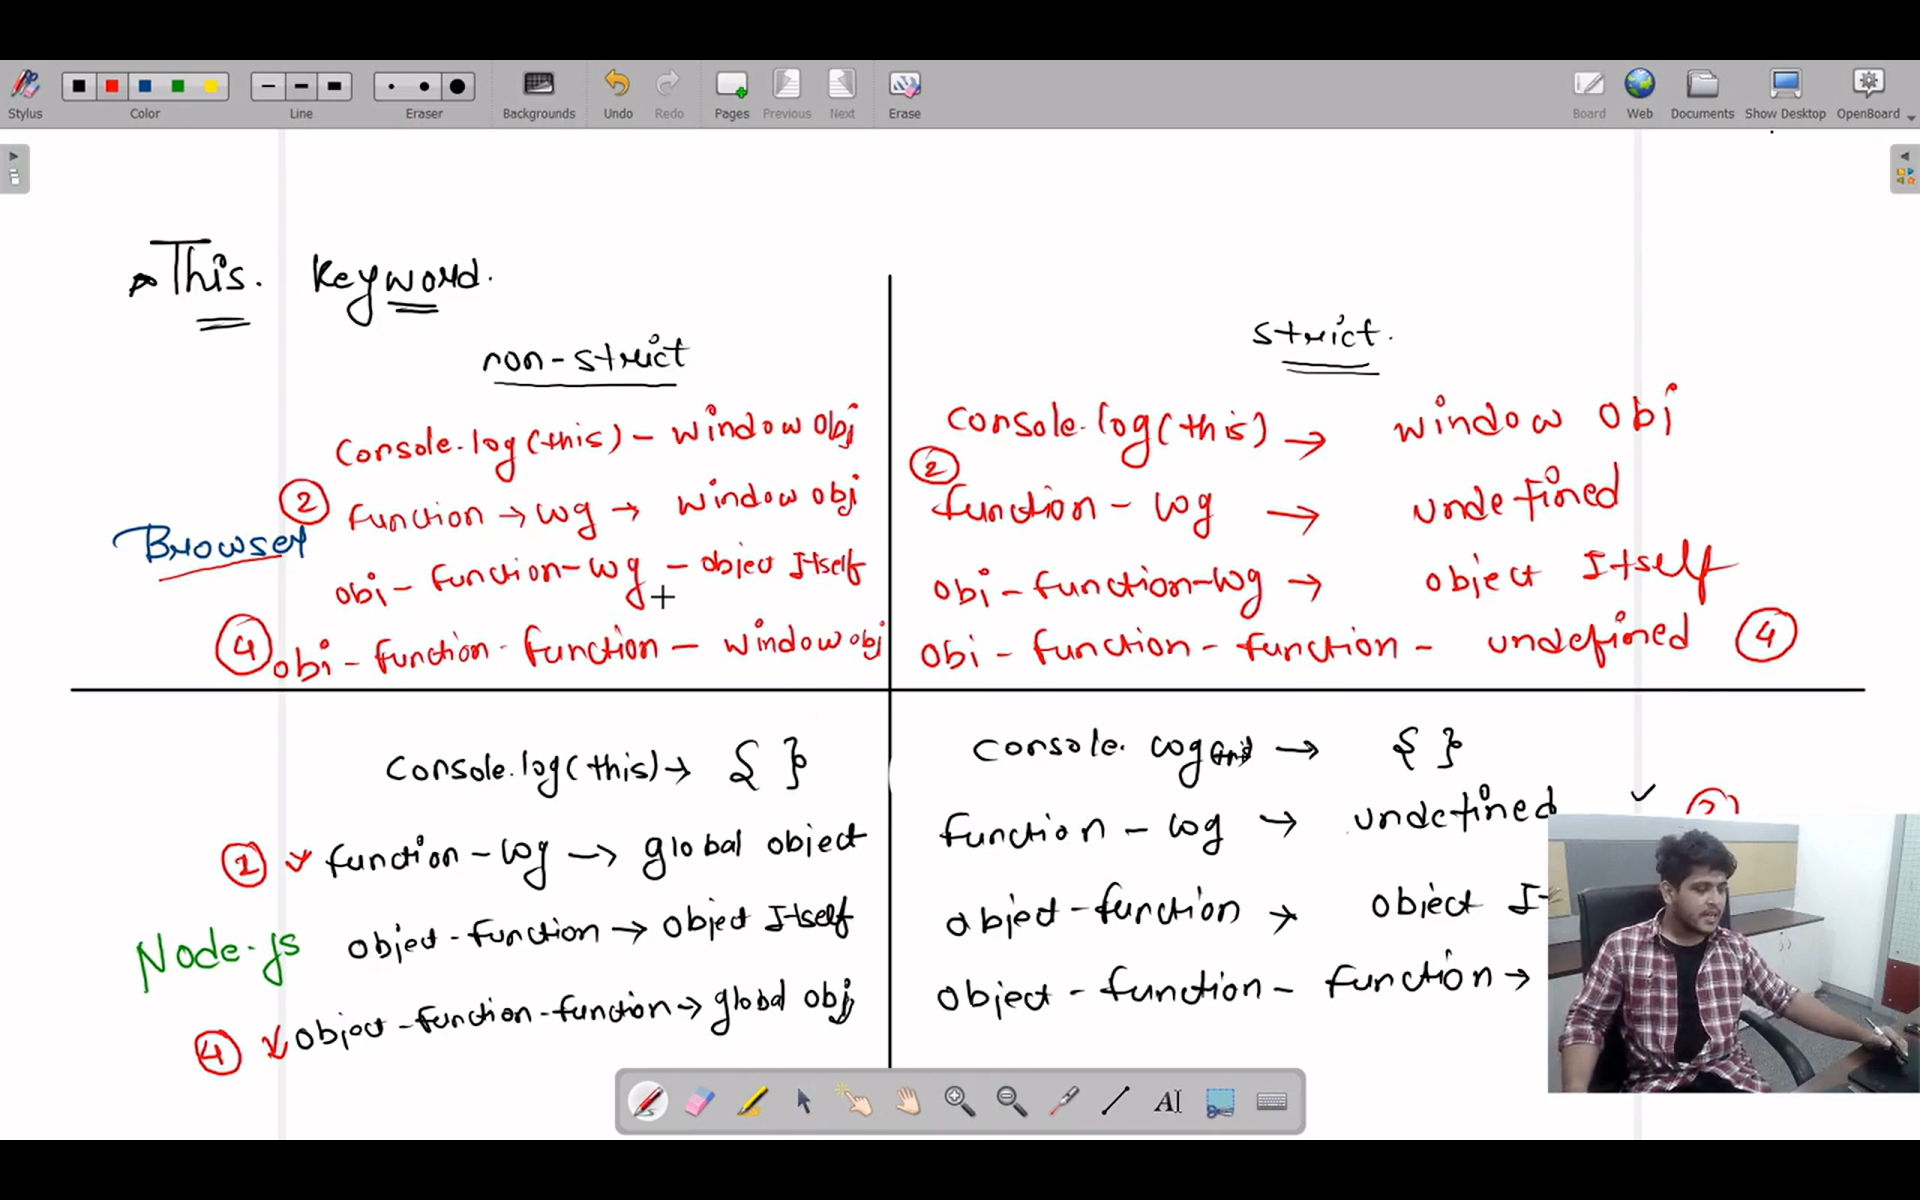 Stylus
Color
Line
Eraser
Backgrounds
Undo
Redo
Pages
Previous
Next
Erase
Board
Web
Documents
Show Desktop
OpenBoard
This. Keyword.
non-strict
strict.
Browser
Console.log(this) - window obj
② function → log → window obj
obj - function - log - object Itself
④ obj - function - function - window obj
console.log(this) → window obj
② function - log → undefined
obj - function - log → object Itself
obj - function - function - undefined ④
Node-js
Console.log(this) → { }
② function - log → global object
object - function → object Itself
④ object - function - function → global obj
console.log → { }
function - log → undefined
object - function → object
object - function - function →
AI